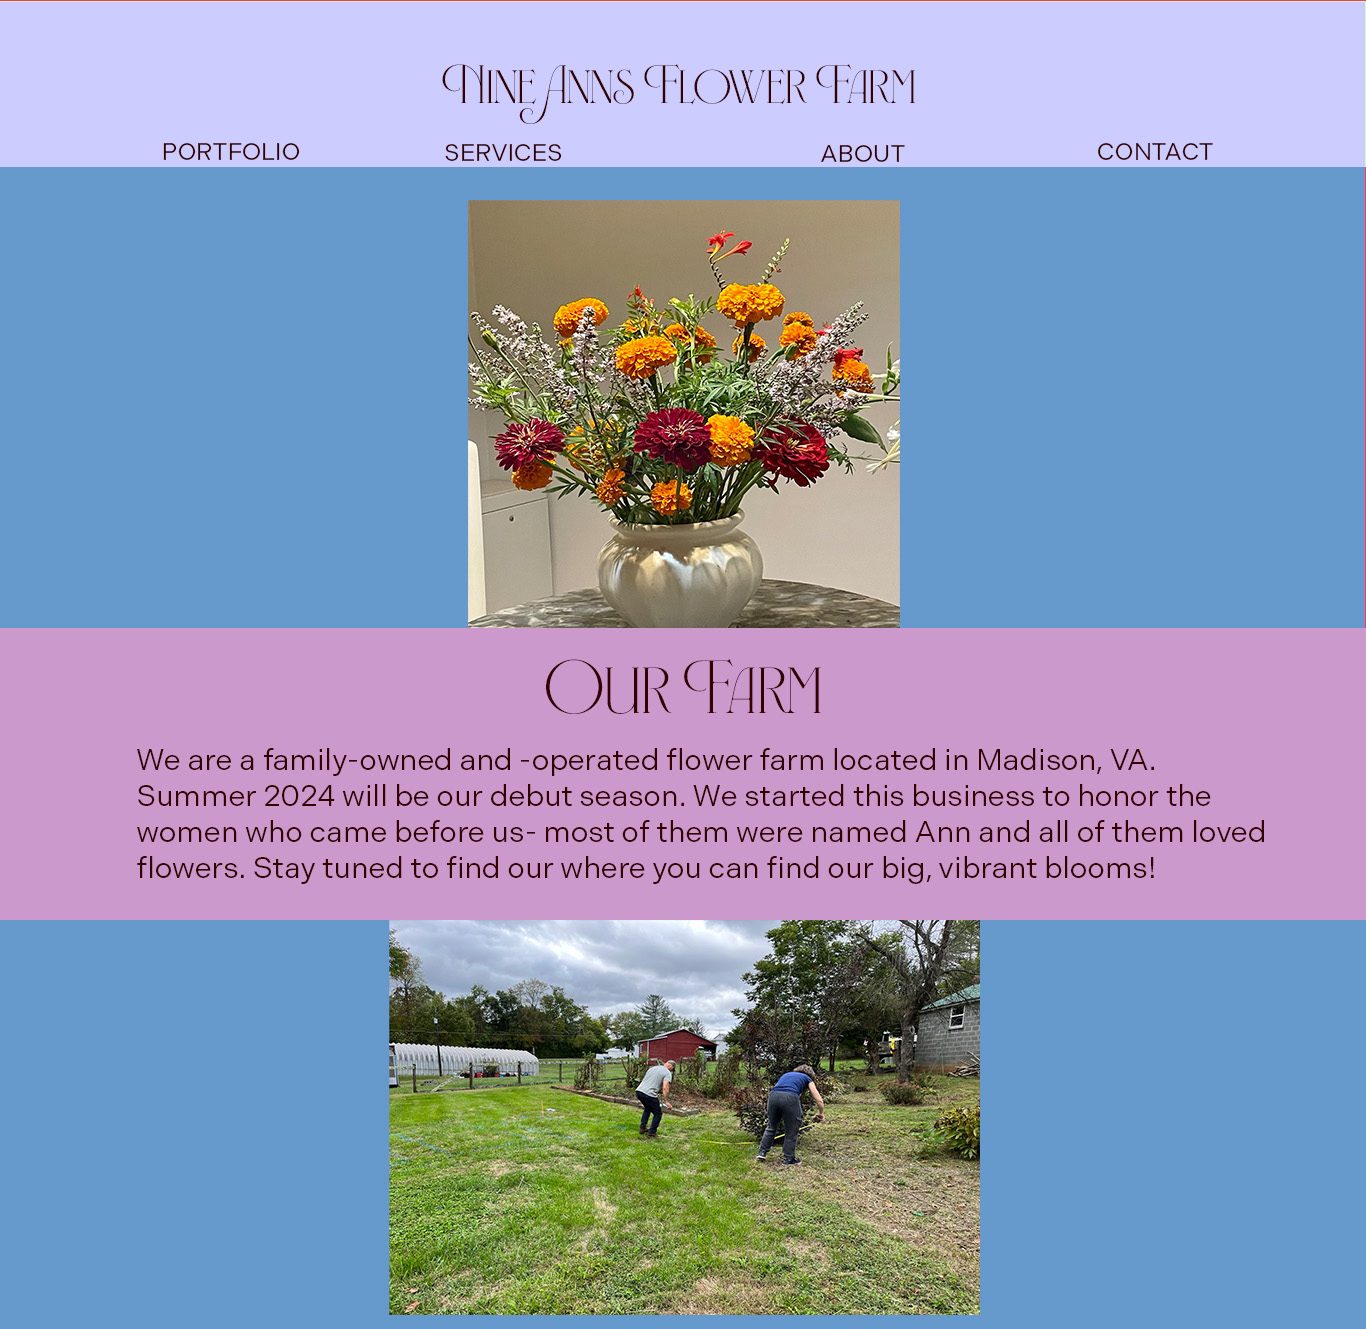 Nine Anns Flower Farm
PORTFOLIO SERVICES ABOUT CONTACT
Our Farm
We are a family-owned and -operated flower farm located in Madison, VA.
Summer 2024 will be our debut season. We started this business to honor the
women who came before us- most of them were named Ann and all of them loved
flowers. Stay tuned to find our where you can find our big, vibrant blooms!